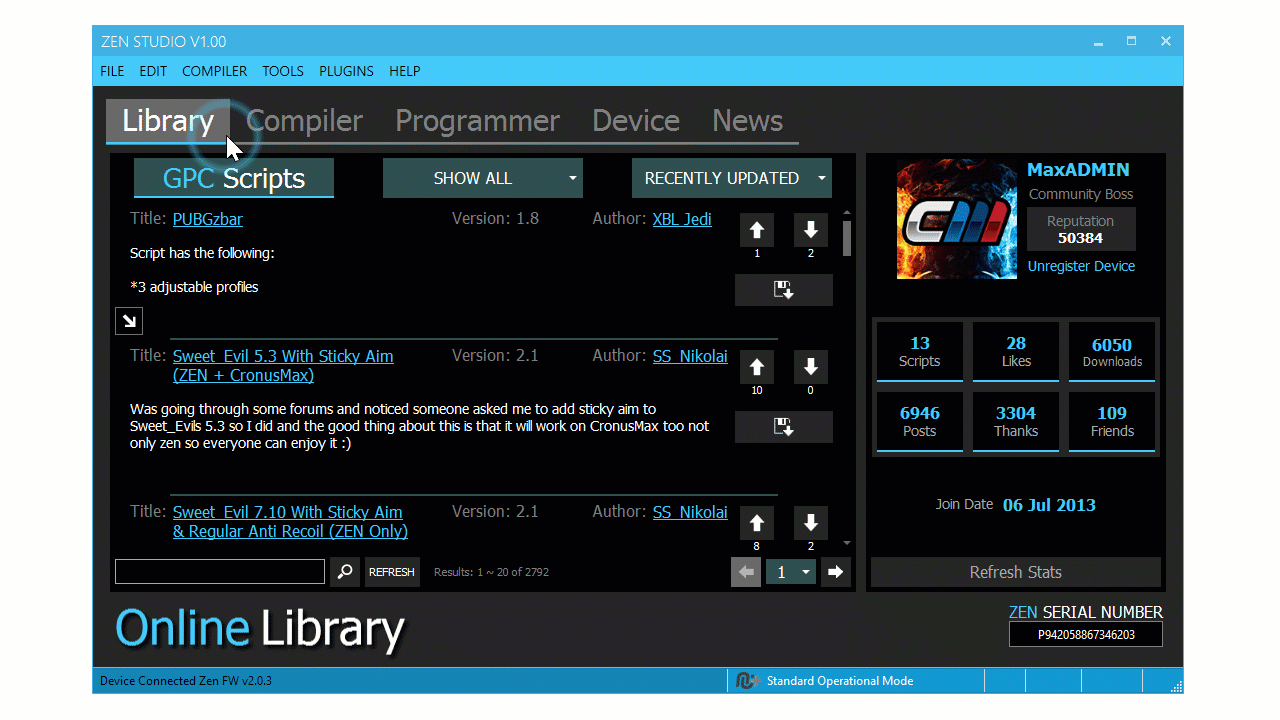 ZEN STUDIO V1.00
FILE EDIT COMPILER TOOLS PLUGINS HELP
Library Compiler Programmer Device News
GPC Scripts
SHOW ALL
RECENTLY UPDATED
Title: PUBGzbar Version: 1.8 Author: XBL Jedi
1 2
Script has the following:
*3 adjustable profiles
Title: Sweet_Evil 5.3 With Sticky Aim Version: 2.1 Author: SS_Nikolai
(ZEN + CronusMax)
10 0
Was going through some forums and noticed someone asked me to add sticky aim to
Sweet_Evils 5.3 so I did and the good thing about this is that it will work on CronusMax too not
only zen so everyone can enjoy it :)
Title: Sweet_Evil 7.10 With Sticky Aim Version: 2.1 Author: SS_Nikolai
& Regular Anti Recoil (ZEN Only)
8 2
REFRESH Results: 1 ~ 20 of 2792 1
CM
MaxADMIN
Community Boss
Reputation
50384
Unregister Device
13 28 6050
Scripts Likes Downloads
6946 3304 109
Posts Thanks Friends
Join Date 06 Jul 2013
Refresh Stats
Online Library
ZEN SERIAL NUMBER
P942058867346203
Device Connected Zen FW v2.0.3 Standard Operational Mode